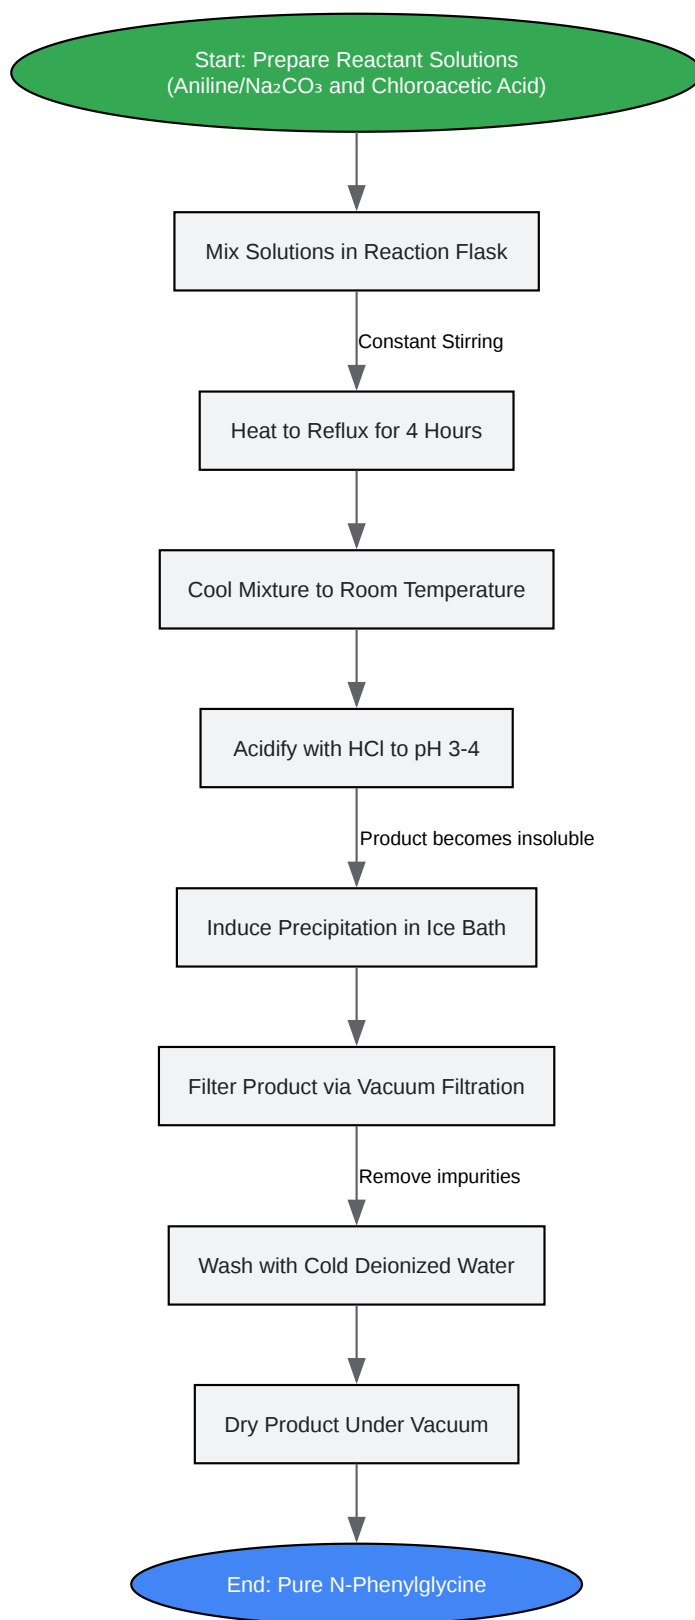 Start: Prepare Reactant Solutions
(Aniline/Na₂CO₃ and Chloroacetic Acid)
Mix Solutions in Reaction Flask
Constant Stirring
Heat to Reflux for 4 Hours
Cool Mixture to Room Temperature
Acidify with HCl to pH 3-4
Product becomes insoluble
Induce Precipitation in Ice Bath
Filter Product via Vacuum Filtration
Remove impurities
Wash with Cold Deionized Water
Dry Product Under Vacuum
End: Pure N-Phenylglycine